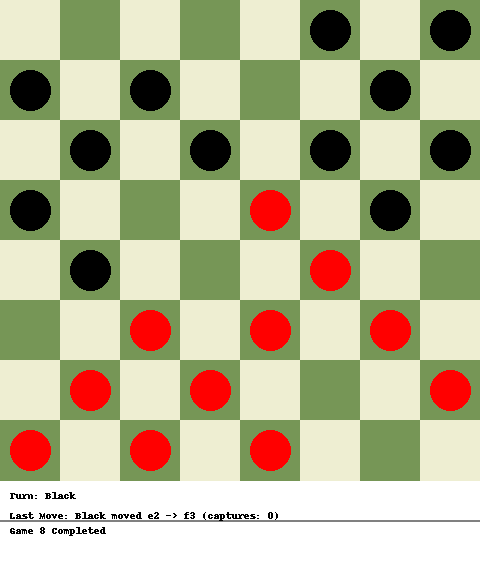 Turn: Black
Last Move: Black moved e2 -> f3 (captures: 0)
Game 8 Completed